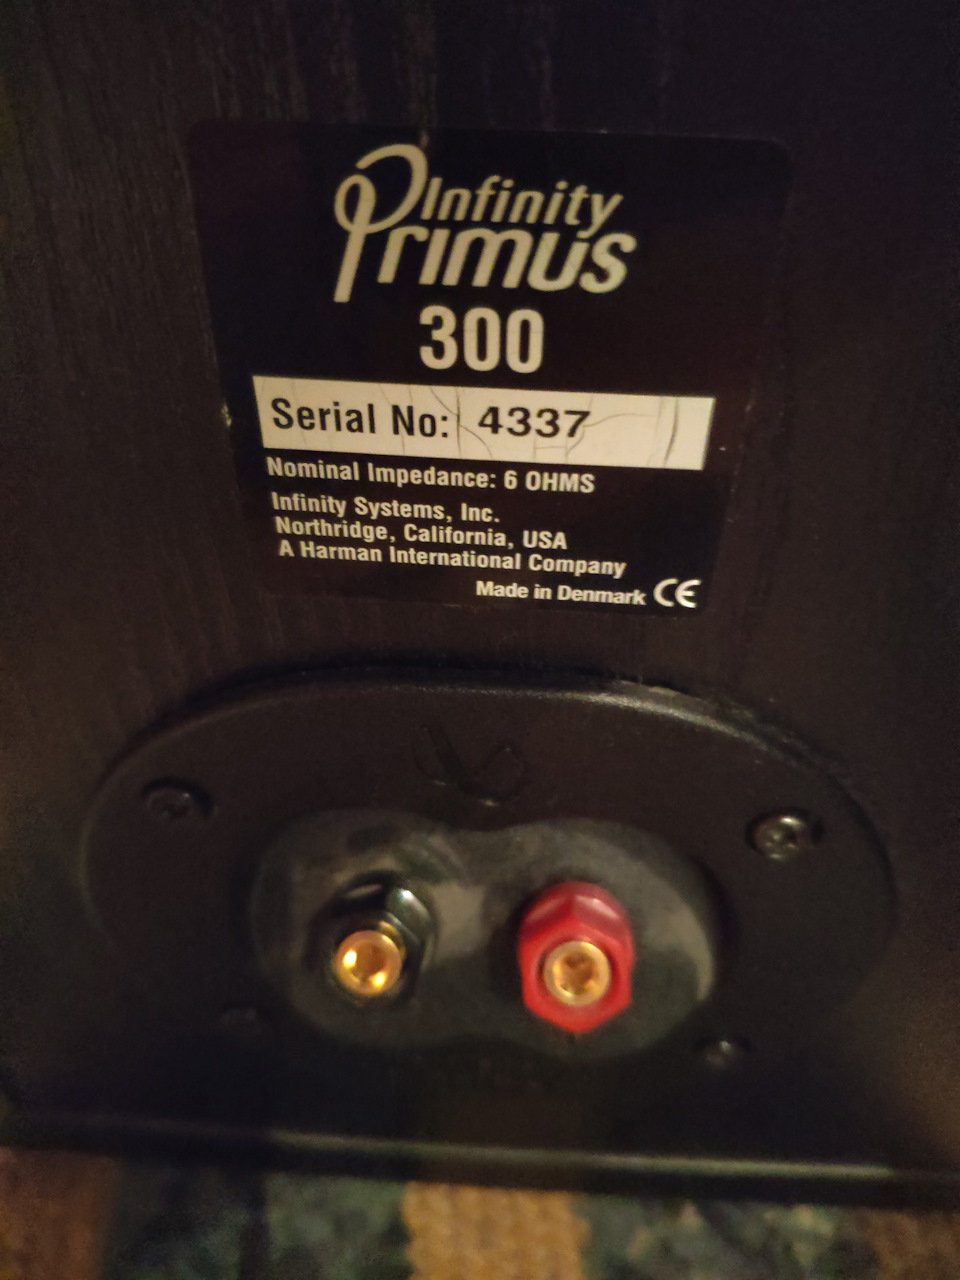 Infinity
Primus
300
Serial No: 4337
Nominal Impedance: 6 OHMS
Infinity Systems, Inc.
Northridge, California, USA
A Harman International Company
Made in Denmark CE